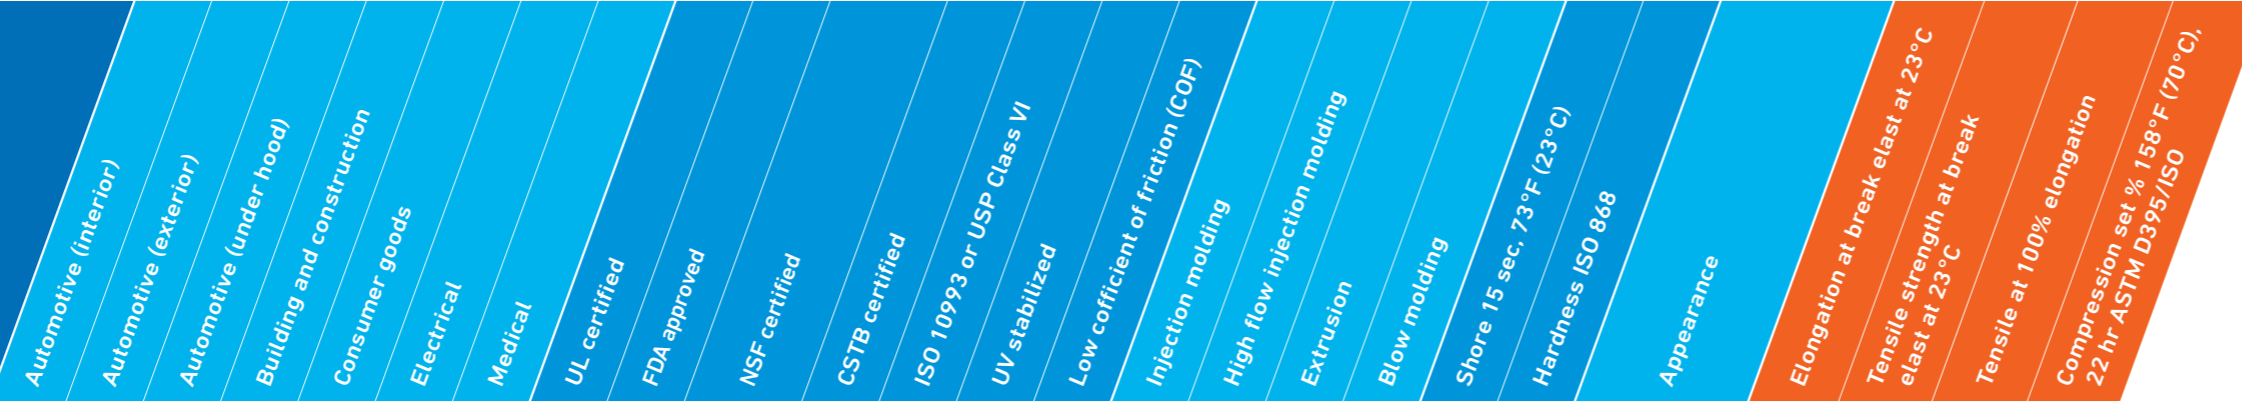 Automotive (interior)
Automotive (exterior)
Automotive (under hood)
Building and construction
Consumer goods
Electrical
Medical
UL certified
FDA approved
NSF certified
CSTB certified
ISO 10993 or USP Class VI
UV stabilized
Low cofficient of friction (COF)
Injection molding
High flow injection molding
Extrusion
Blow molding
Shore 15 sec, 73°F (23°C)
Hardness ISO 868
Appearance
Elongation at break elast at 23°C
Tensile strength at break
elast at 23°C
Tensile at 100% elongation
Compression set % 158°F (70°C),
22 hr ASTM D395/ISO